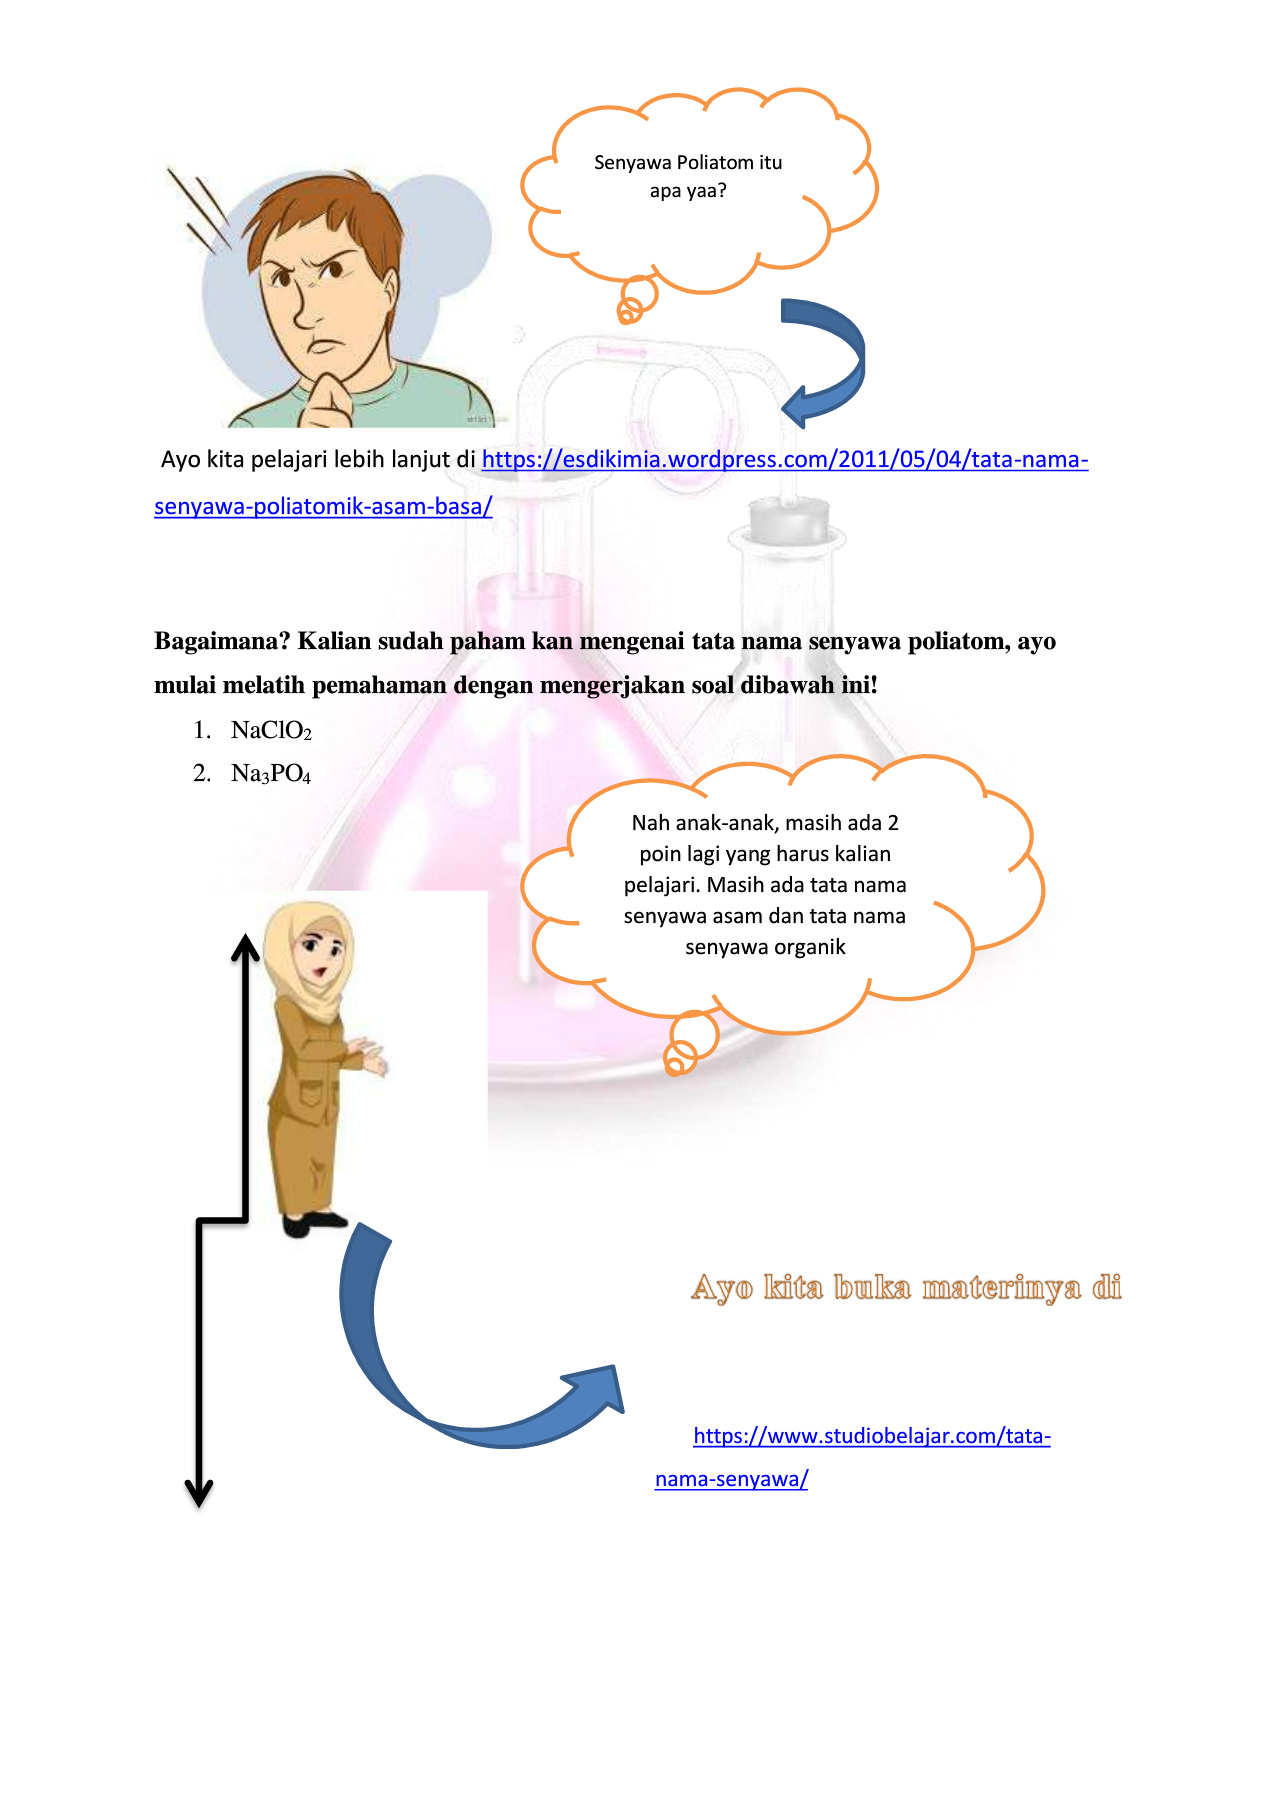 Senyawa Poliatom itu
apa yaa?
Ayo kita pelajari lebih lanjut di https://esdikimia.wordpress.com/2011/05/04/tata-nama-
senyawa-poliatomik-asam-basa/
Bagaimana? Kalian sudah paham kan mengenai tata nama senyawa poliatom, ayo
mulai melatih pemahaman dengan mengerjakan soal dibawah ini!
1. NaClO₂
2. Na₃PO₄
Nah anak-anak, masih ada 2
poin lagi yang harus kalian
pelajari. Masih ada tata nama
senyawa asam dan tata nama
senyawa organik
Ayo kita buka materinya di
https://www.studiobelajar.com/tata-
nama-senyawa/